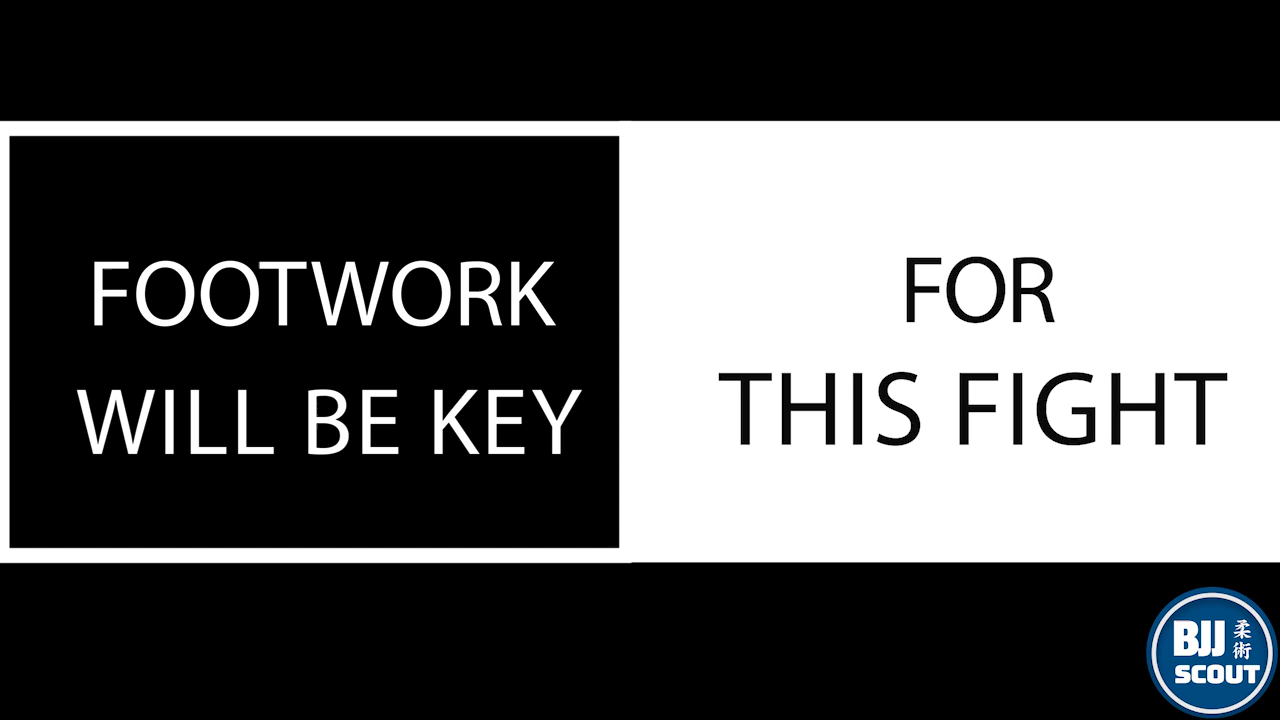 FOOTWORK
WILL BE KEY
FOR
THIS FIGHT
BJJ
柔術
SCOUT